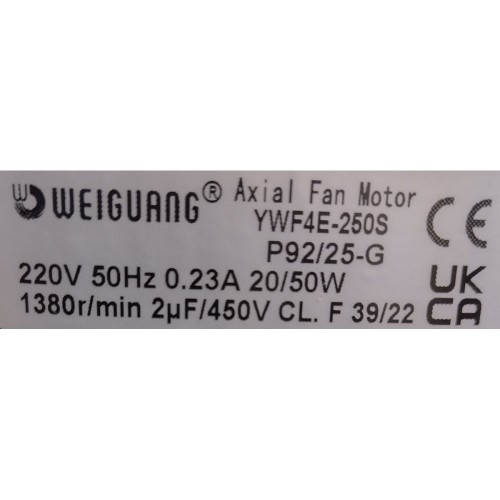 WEIGUANG® Axial Fan Motor
YWF4E-250S
P92/25-G
CE
220V 50Hz 0.23A 20/50W
1380r/min 2µF/450V CL. F 39/22
UK
CA